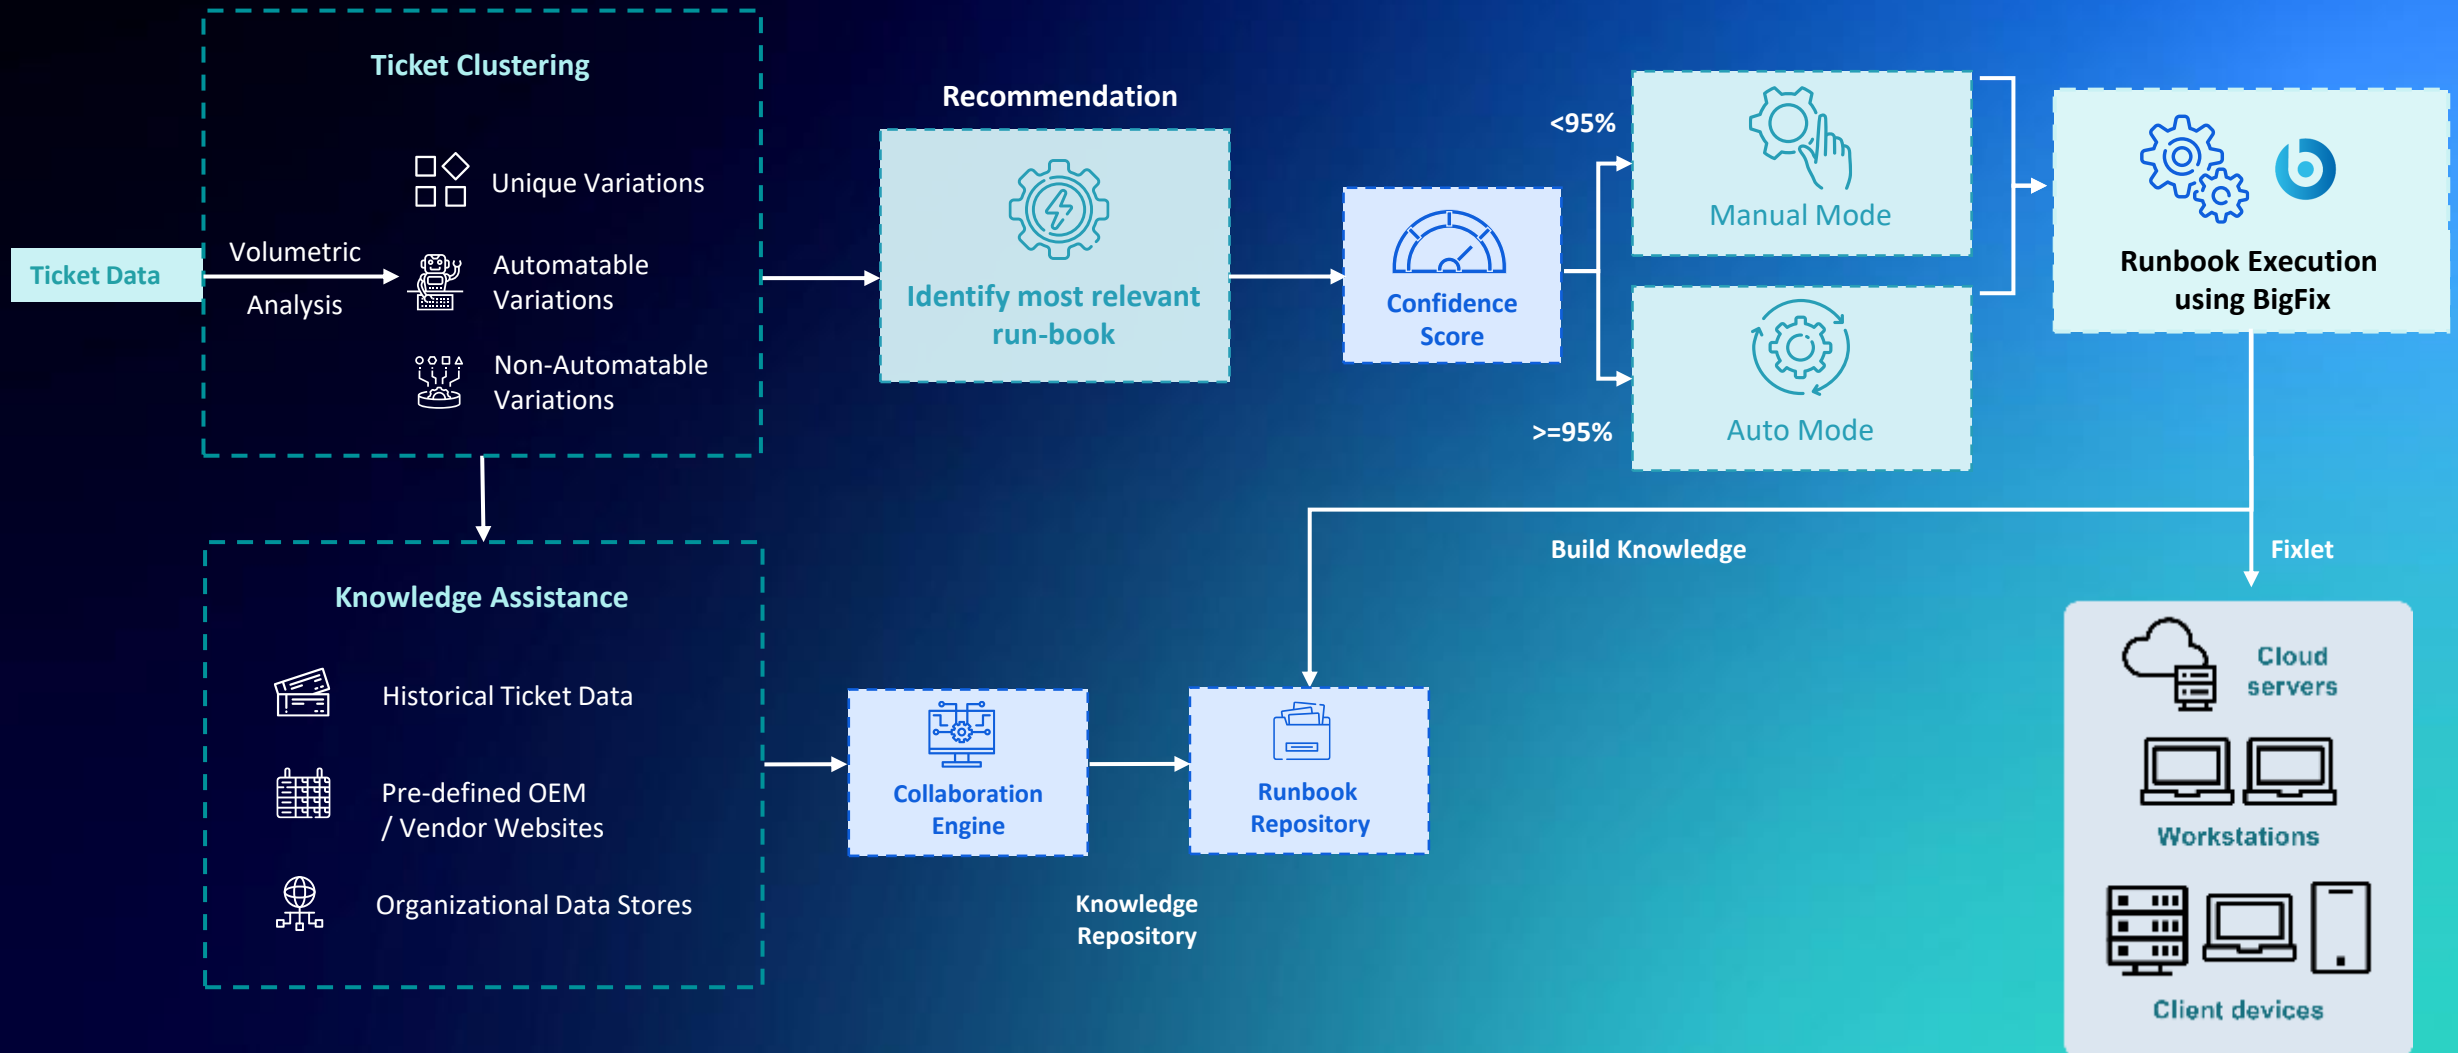 Ticket Clustering
Unique Variations
Ticket Data
Volumetric
Analysis
Automatable
Variations
Non-Automatable
Variations
Recommendation
Identify most relevant
run-book
Confidence
Score
<95%
Manual Mode
>=95%
Auto Mode
Runbook Execution
using BigFix
Build Knowledge
Fixlet
Knowledge Assistance
Historical Ticket Data
Pre-defined OEM
/ Vendor Websites
Organizational Data Stores
Collaboration
Engine
Knowledge
Repository
Runbook
Repository
Cloud
servers
Workstations
Client devices